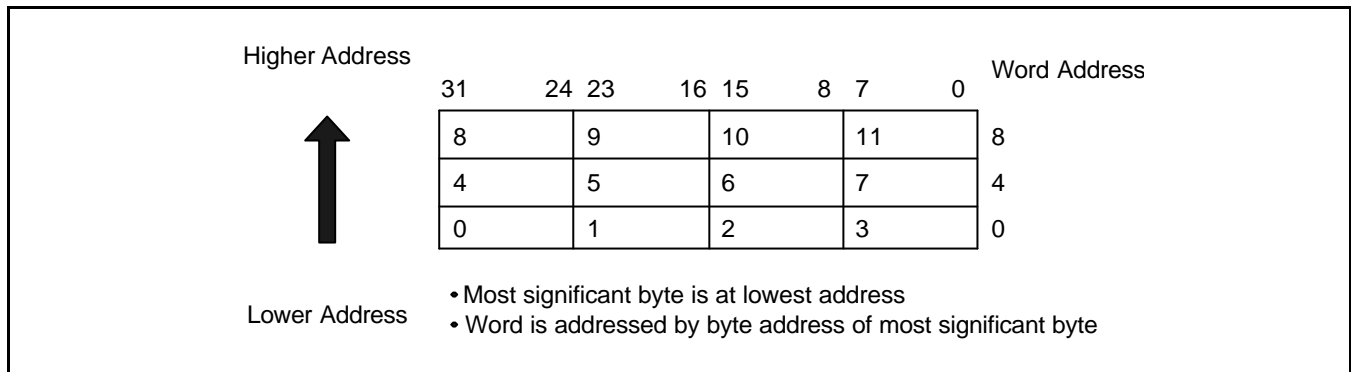 Higher Address
Word Address
31 24 23 16 15 8 7 0
8 9 10 11 8
4 5 6 7 4
0 1 2 3 0
• Most significant byte is at lowest address
Lower Address
• Word is addressed by byte address of most significant byte